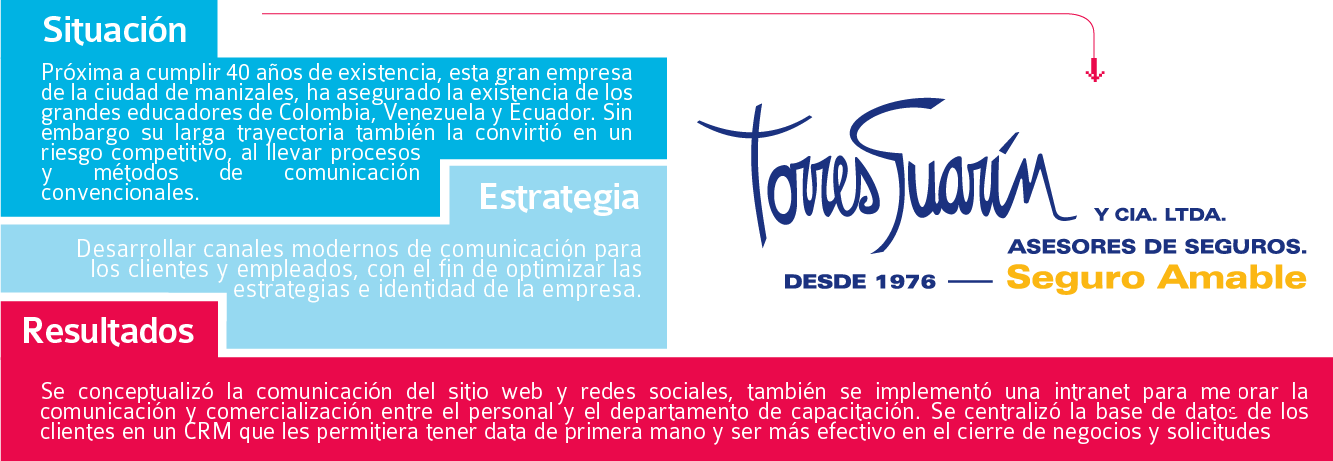 Situación
Próxima a cumplir 40 años de existencia, esta gran empresa
de la ciudad de manizales, ha asegurado la existencia de los
grandes educadores de Colombia, Venezuela y Ecuador. Sin
embargo su larga trayectoria también la convirtió en un
riesgo competitivo, al llevar procesos
y métodos de comunicación
convencionales.
Estrategia
Desarrollar canales modernos de comunicación para
los clientes y empleados, con el fin de optimizar las
estrategias e identidad de la empresa.
Torres Guarín
Y CIA. LTDA.
ASESORES DE SEGUROS.
DESDE 1976 — Seguro Amable
Resultados
Se conceptualizó la comunicación del sitio web y redes sociales, también se implementó una intranet para mejorar la
comunicación y comercialización entre el personal y el departamento de capacitación. Se centralizó la base de datos de los
clientes en un CRM que les permitiera tener data de primera mano y ser más efectivo en el cierre de negocios y solicitudes